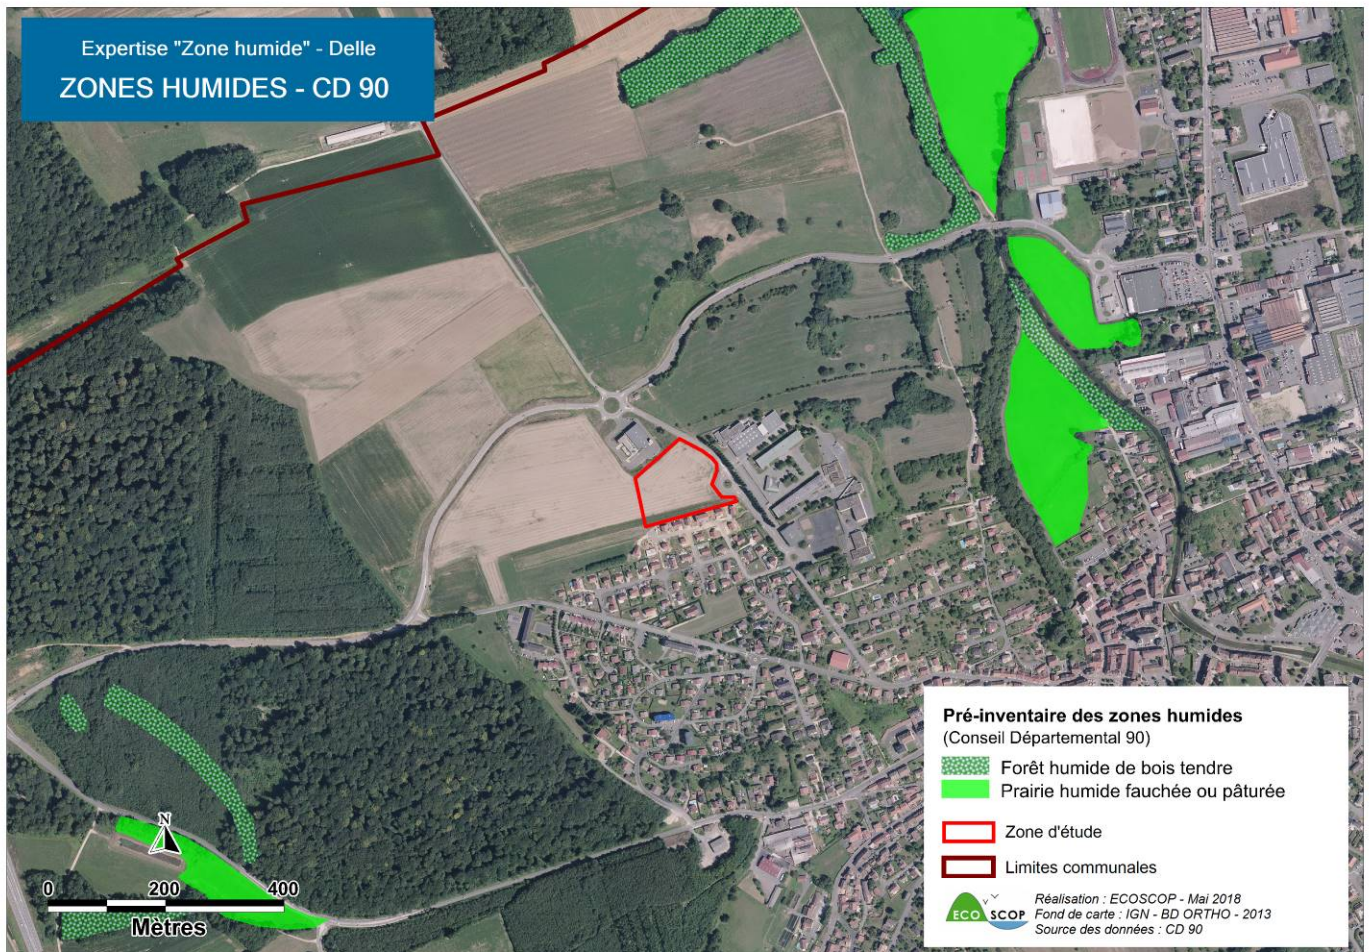 Expertise "Zone humide" - Delle
ZONES HUMIDES - CD 90
Pré-inventaire des zones humides
(Conseil Départemental 90)
Forêt humide de bois tendre
Prairie humide fauchée ou pâturée
Zone d'étude
Limites communales
ECO SCOP
Réalisation : ECOSCOP - Mai 2018
Fond de carte : IGN - BD ORTHO - 2013
Source des données : CD 90
N
0 200 400
Mètres